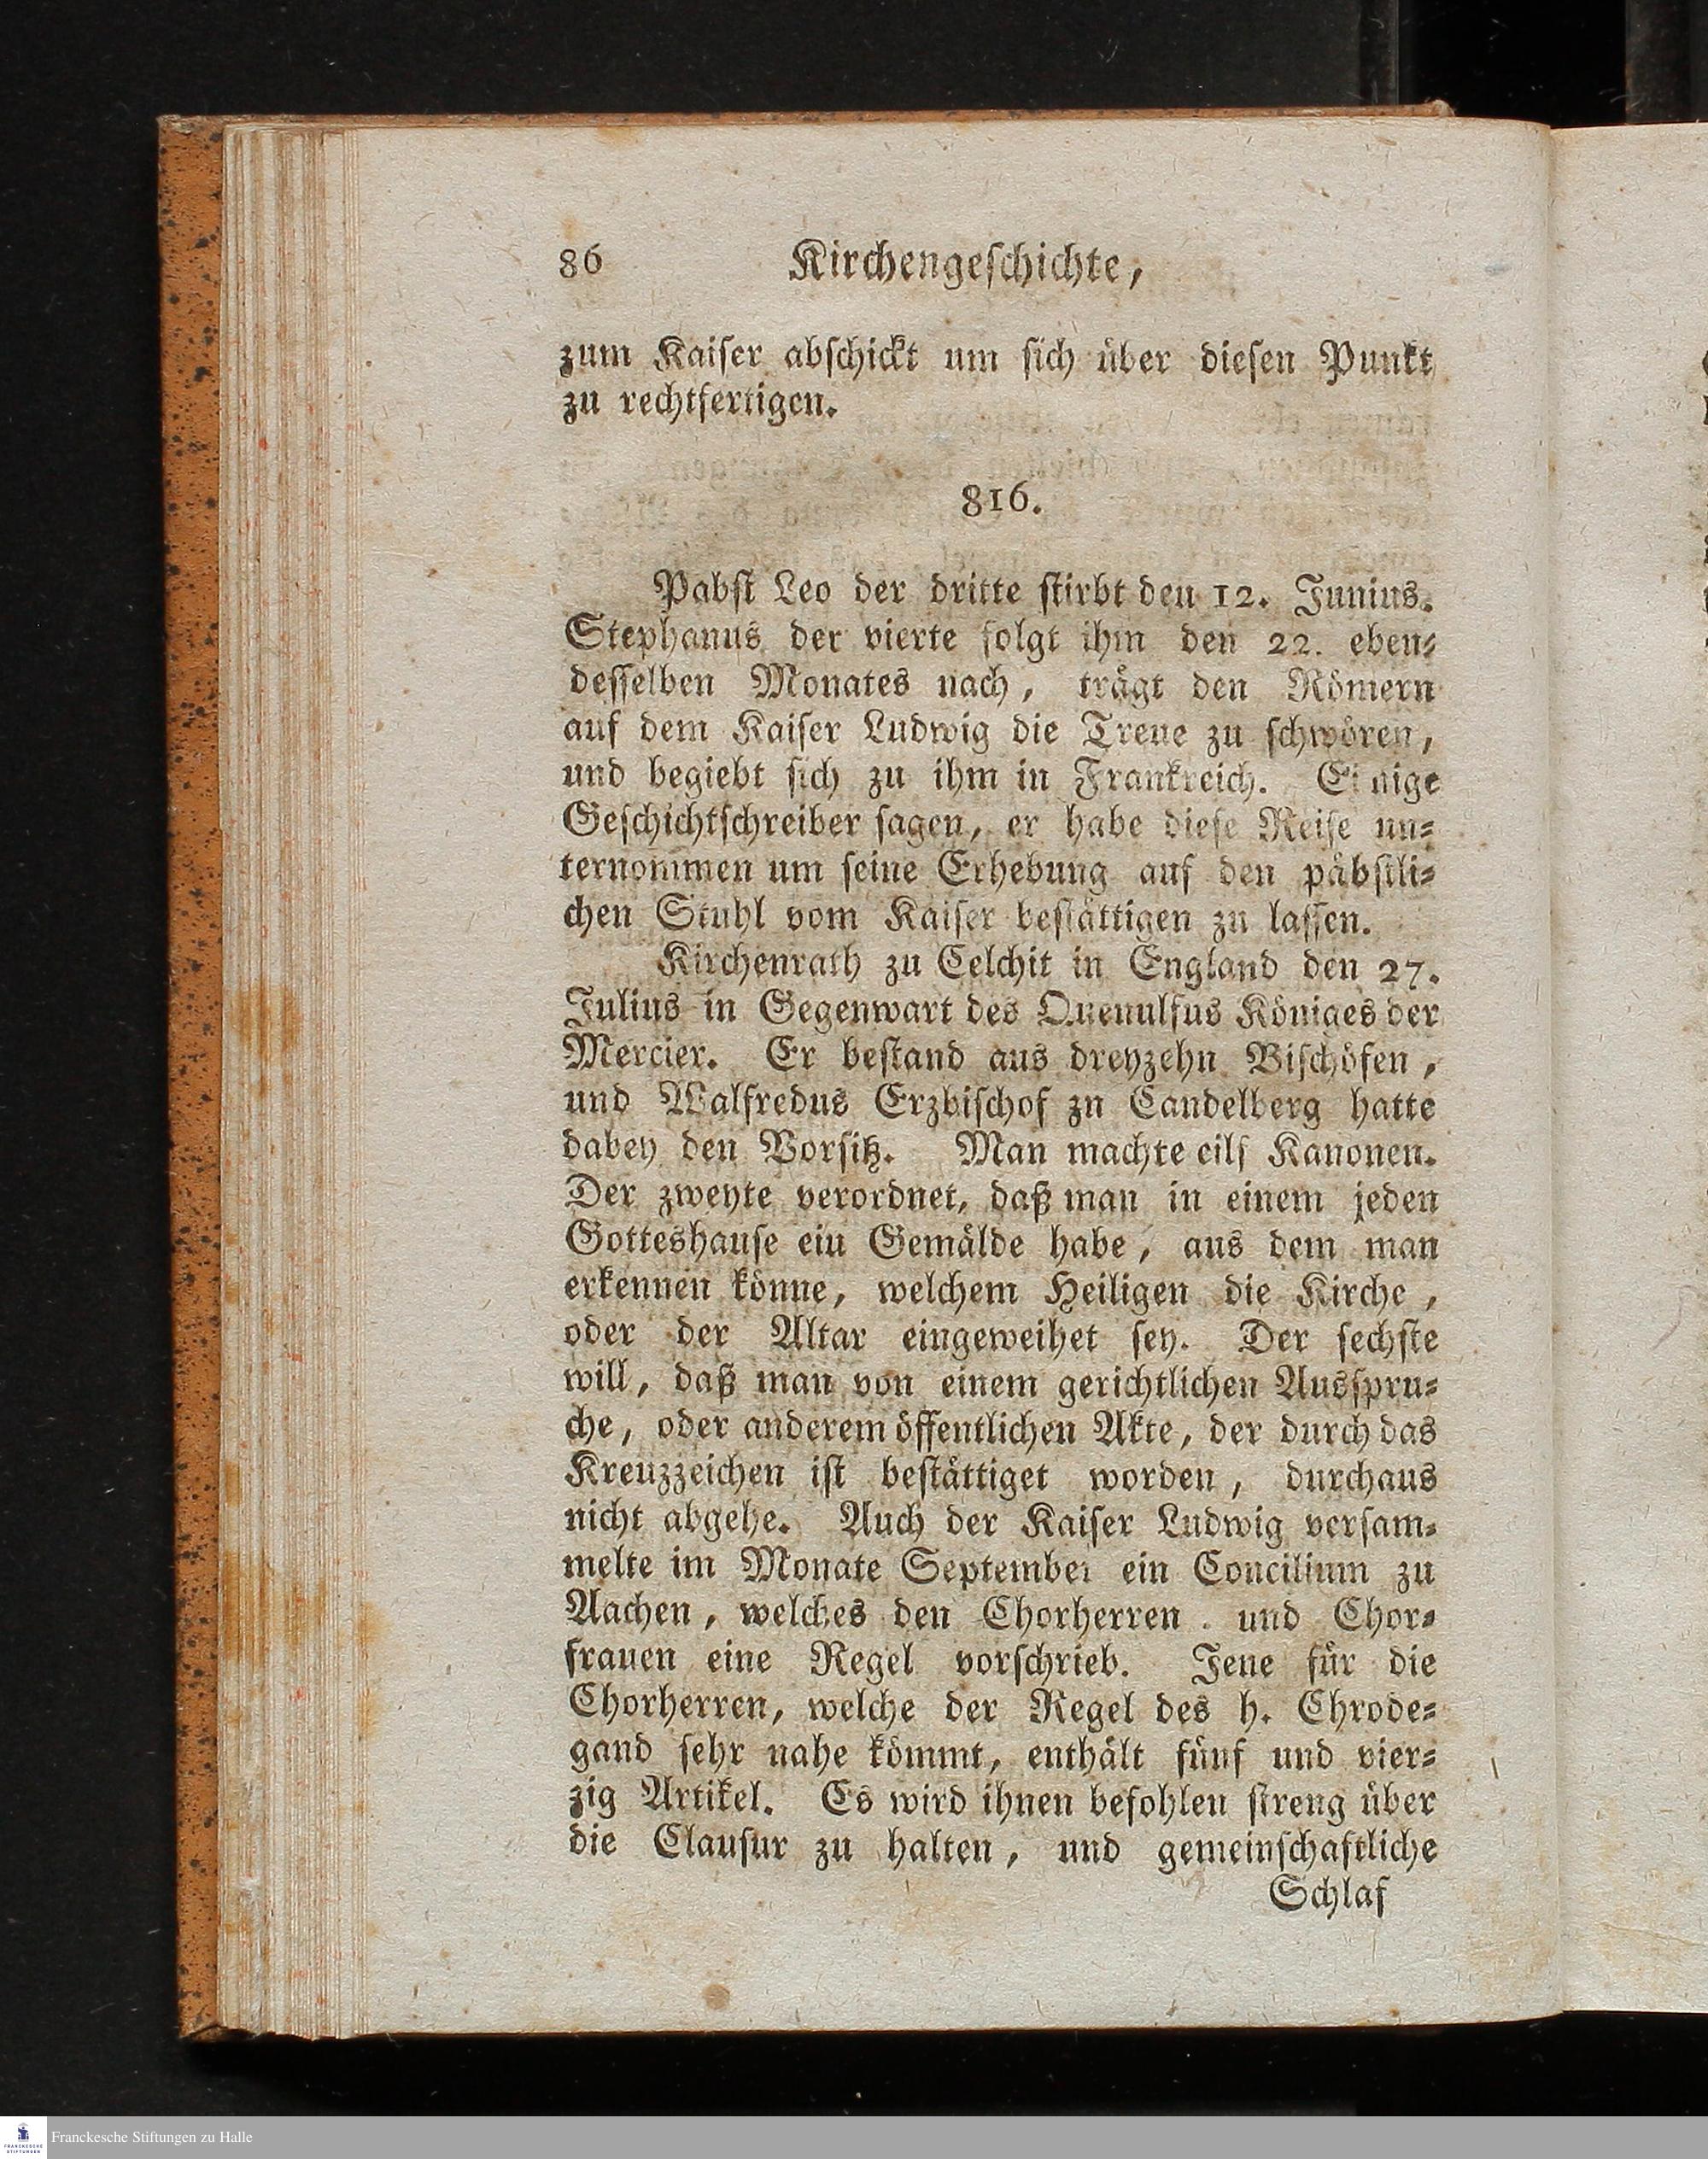 86 Kirchengeschichte,
zum Kaiser abschickt um sich über diesen Punkt
zu rechtfertigen.
816.
Pabst Leo der dritte stirbt den 12. Junius.
Stephanus der vierte folgt ihm den 22. eben-
desselben Monates nach, trägt den Römern
auf dem Kaiser Ludwig die Treue zu schwören,
und begiebt sich zu ihm in Frankreich. Einige
Geschichtschreiber sagen, er habe diese Reise un-
ternommen um seine Erhebung auf den päbstli-
chen Stuhl vom Kaiser bestättigen zu lassen.
Kirchenrath zu Celchit in England den 27.
Julius in Gegenwart des Quenulfus Königes der
Mercier. Er bestand aus dreyzehn Bischöfen,
und Walfredus Erzbischof zu Candelberg hatte
dabey den Vorsitz. Man machte eilf Kanonen.
Der zweyte verordnet, daß man in einem jeden
Gotteshause ein Gemälde habe, aus dem man
erkennen könne, welchem Heiligen die Kirche,
oder der Altar eingeweihet sey. Der sechste
will, daß man von einem gerichtlichen Ausspru-
che, oder anderem öffentlichen Akte, der durch das
Kreuzzeichen ist bestättiget worden, durchaus
nicht abgehe. Auch der Kaiser Ludwig versam-
melte im Monate September ein Concilium zu
Aachen, welches den Chorherren und Chor-
frauen eine Regel vorschrieb. Jene für die
Chorherren, welche der Regel des h. Chrode-
gand sehr nahe kömmt, enthält fünf und vier-
zig Artikel. Es wird ihnen befohlen streng über
die Clausur zu halten, und gemeinschaftliche
Schlaf
FRANCKESCHE
STIFTUNGEN
Franckesche Stiftungen zu Halle